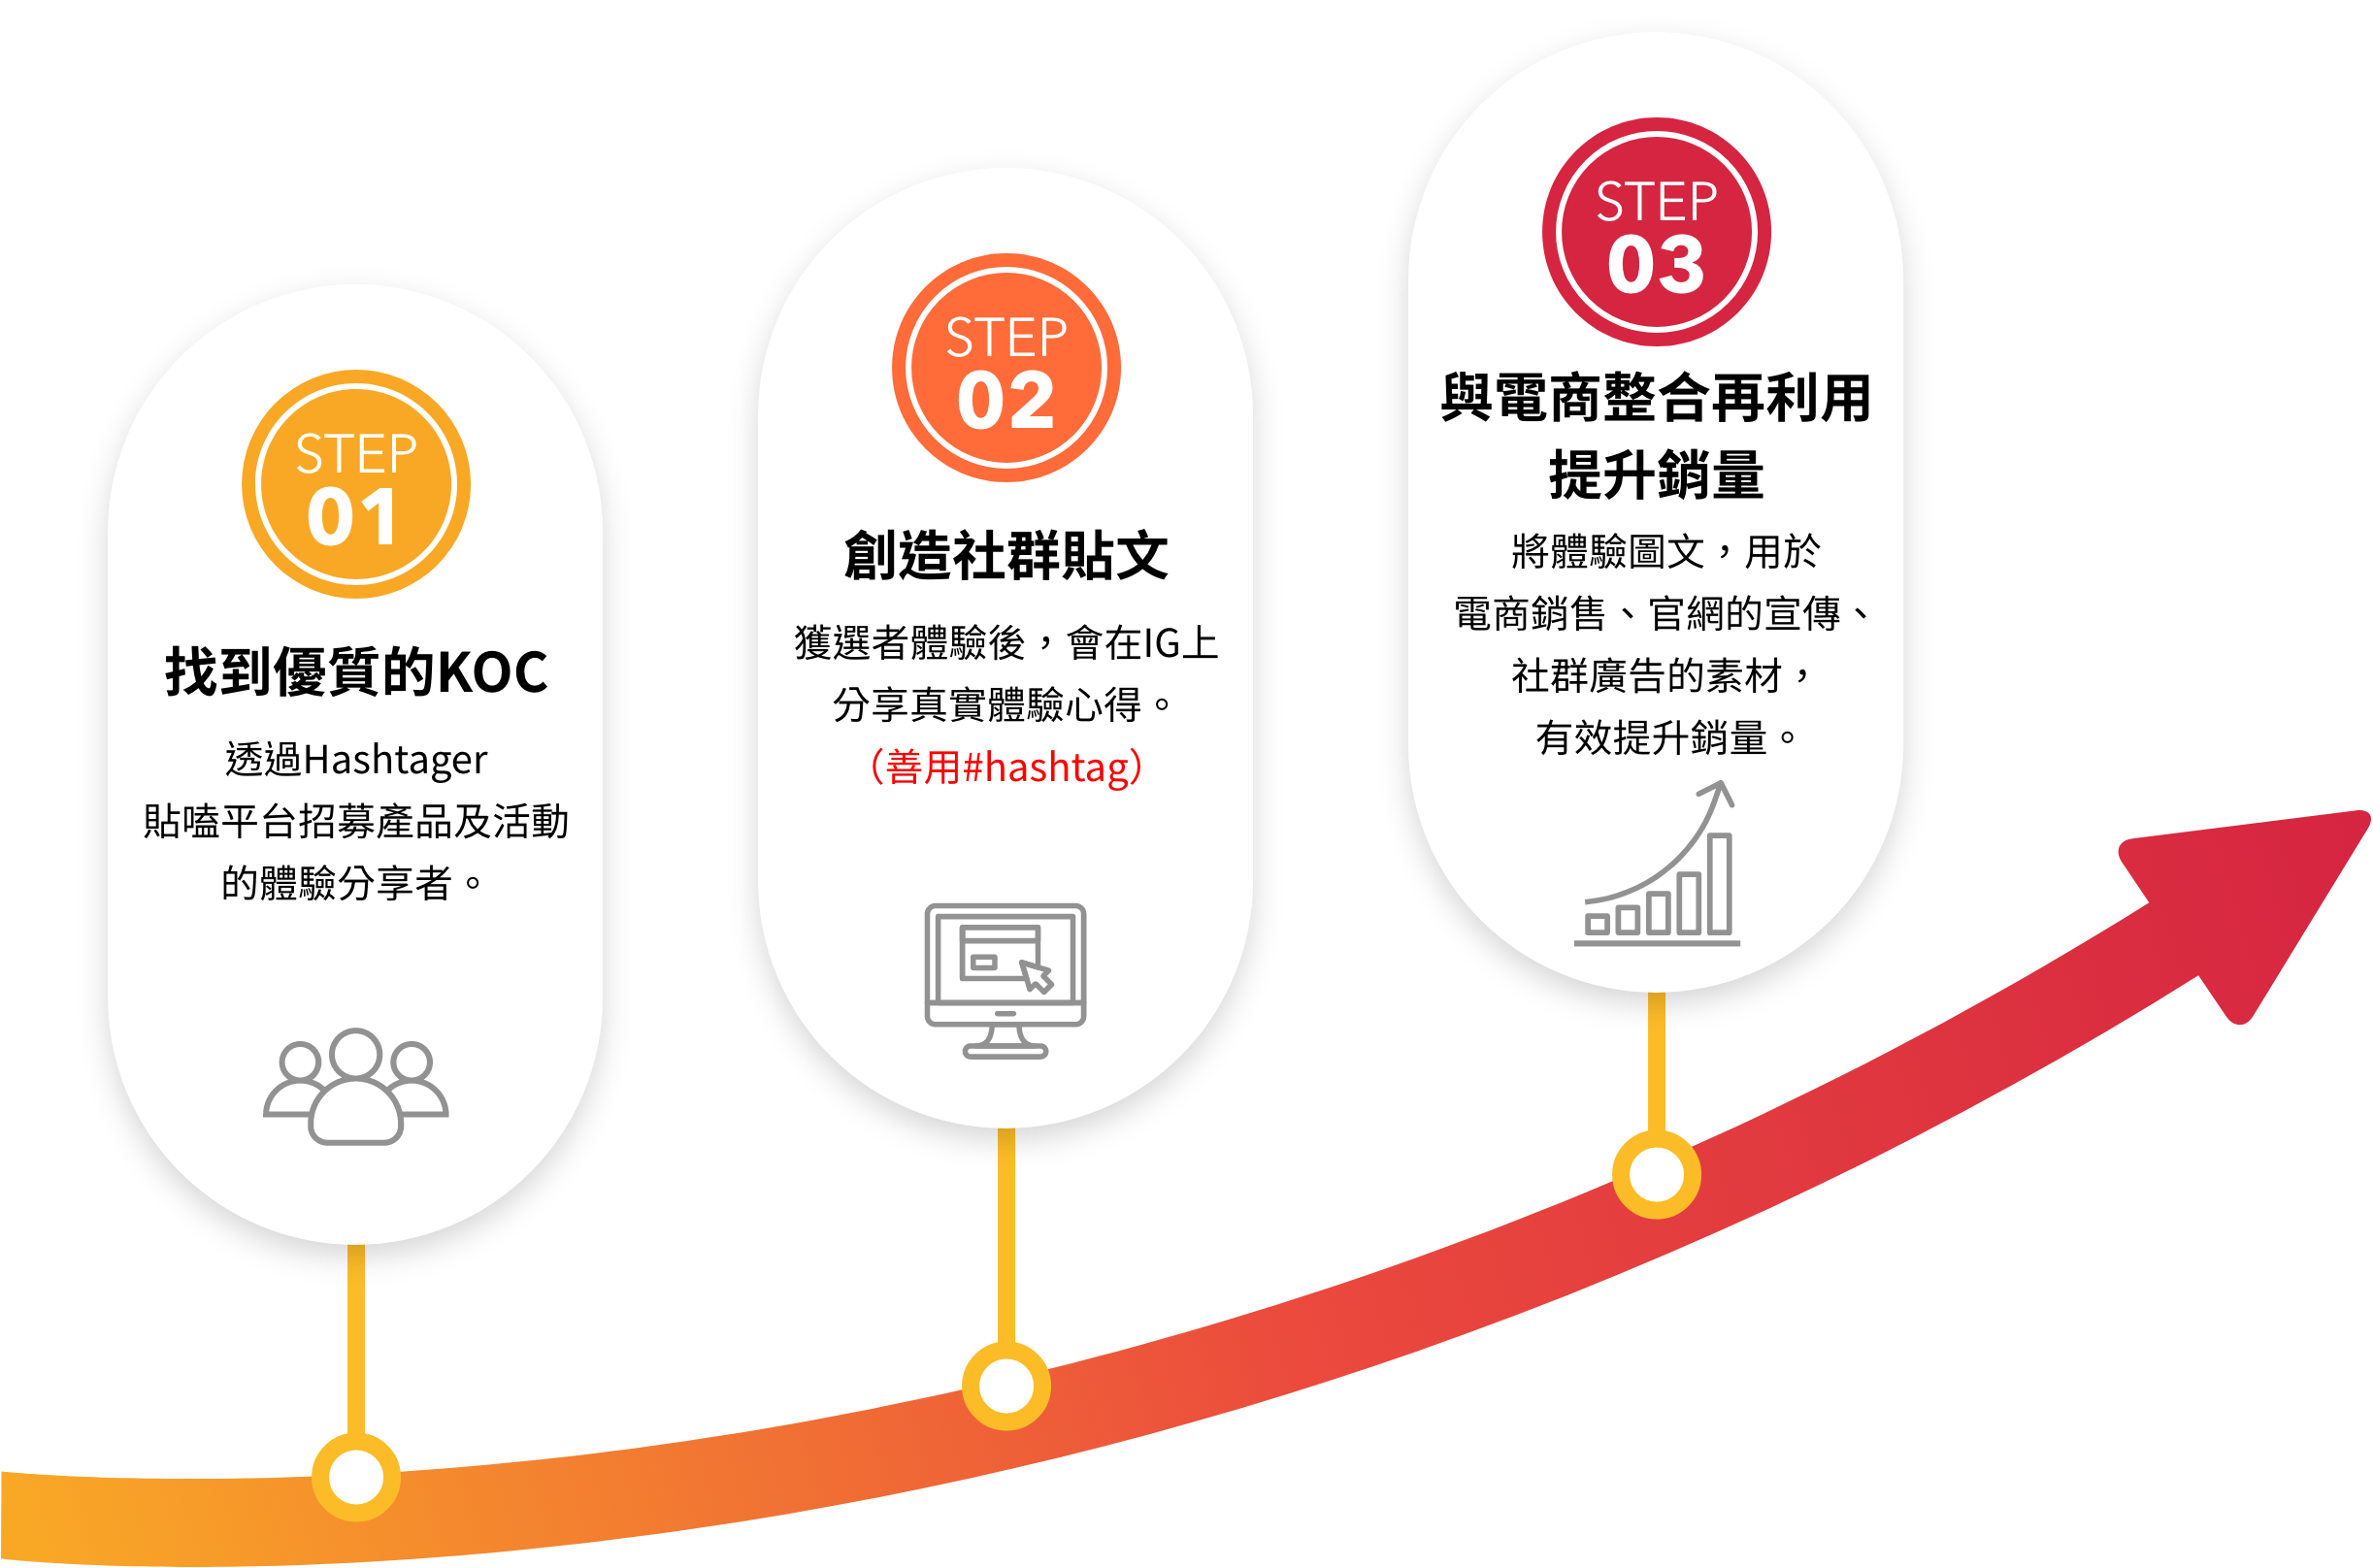 STEP
01
找到優質的KOC
透過Hashtager
貼嗑平台招募產品及活動
的體驗分享者。
STEP
02
創造社群貼文
獲選者體驗後，會在IG上
分享真實體驗心得。
（善用#hashtag）
STEP
03
與電商整合再利用
提升銷量
將體驗圖文，用於
電商銷售、官網的宣傳、
社群廣告的素材，
有效提升銷量。